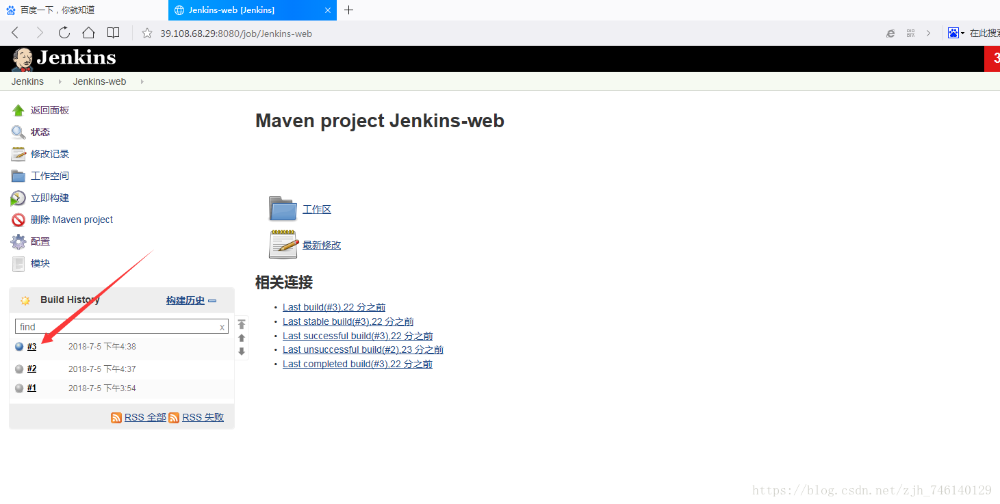 百度一下，你就知道
Jenkins-web [Jenkins]
39.108.68.29:8080/job/Jenkins-web
在此搜索
Jenkins
3
Jenkins Jenkins-web
返回面板
状态
修改记录
工作空间
立即构建
删除 Maven project
配置
模块
Build History 构建历史
find x
#3 2018-7-5 下午4:38
#2 2018-7-5 下午4:37
#1 2018-7-5 下午3:54
RSS 全部 RSS 失败
Maven project Jenkins-web
工作区
最新修改
相关连接
• Last build(#3),22 分之前
• Last stable build(#3),22 分之前
• Last successful build(#3),22 分之前
• Last unsuccessful build(#2),23 分之前
• Last completed build(#3),22 分之前
https://blog.csdn.net/zjh_746140129